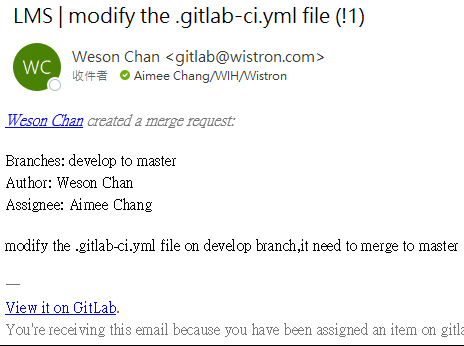 LMS | modify the .gitlab-ci.yml file (!1)
WC
Weson Chan <gitlab@wistron.com>
收件者 Aimee Chang/WIH/Wistron
Weson Chan created a merge request:
Branches: develop to master
Author: Weson Chan
Assignee: Aimee Chang
modify the .gitlab-ci.yml file on develop branch,it need to merge to master
—
View it on GitLab.
You're receiving this email because you have been assigned an item on gitla